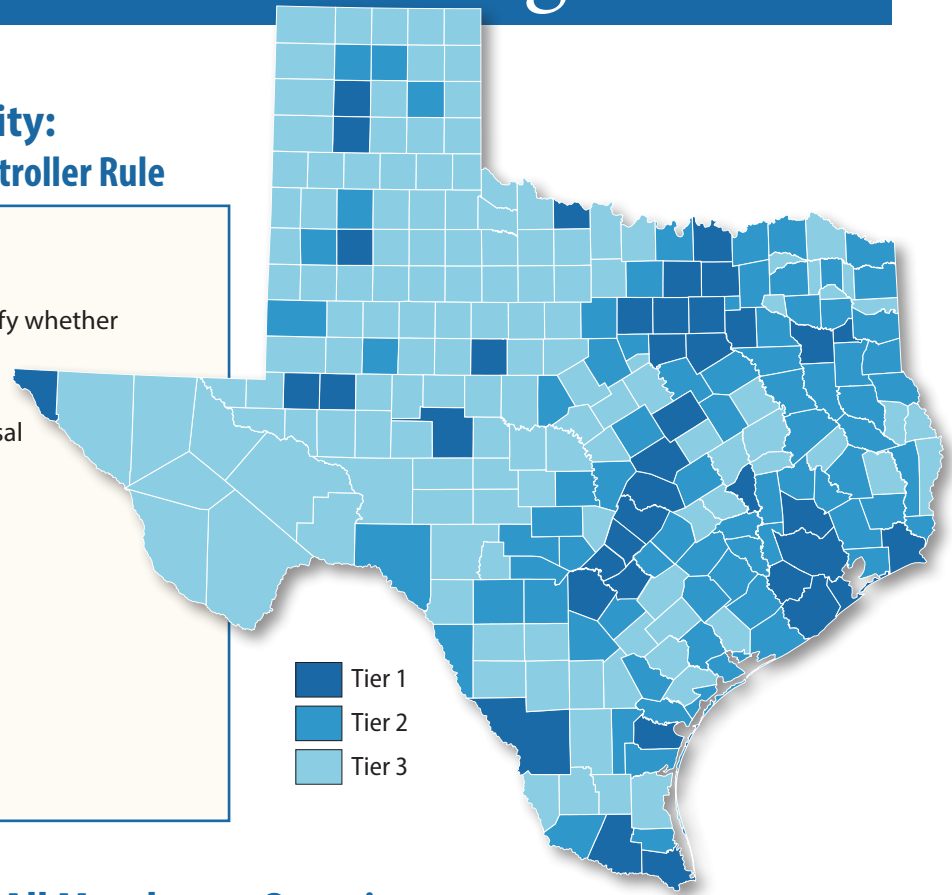 g
ity:
troller Rule
fy whether
sal
Tier 1
Tier 2
Tier 3